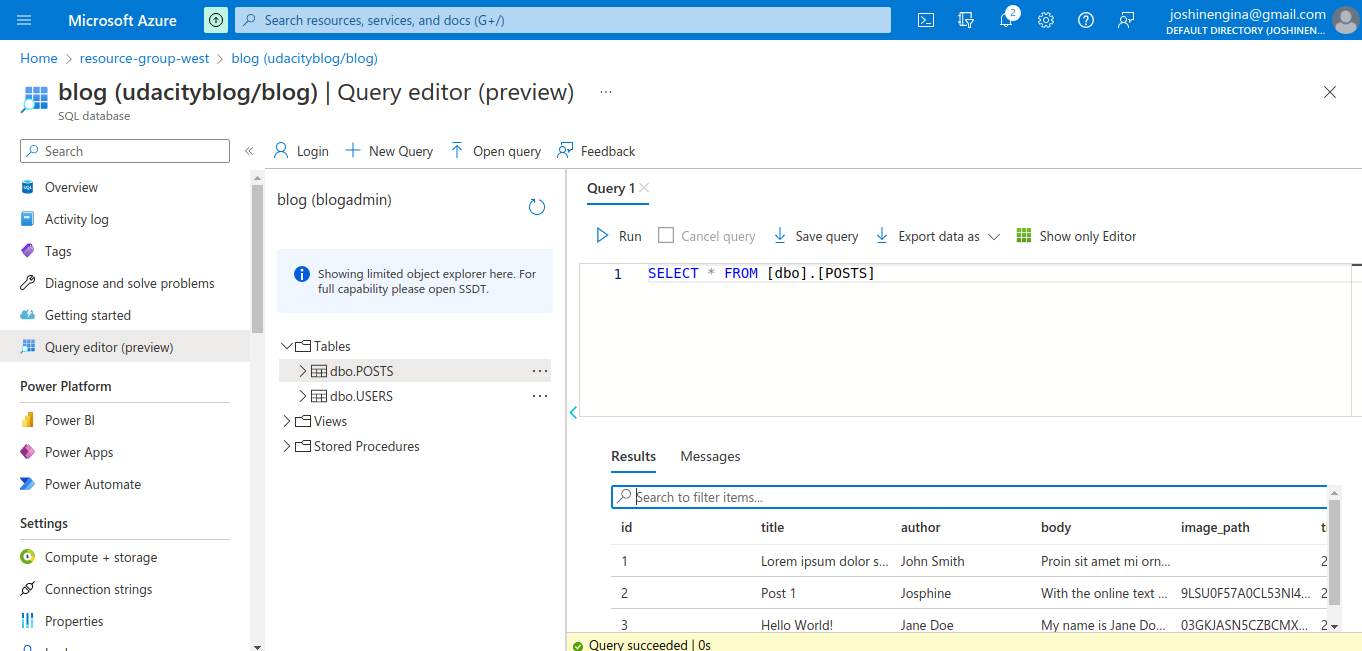 Microsoft Azure
Search resources, services, and docs (G+/)
2
joshinengina@gmail.com
DEFAULT DIRECTORY (JOSHINEN...
Home > resource-group-west > blog (udacityblog/blog)
blog (udacityblog/blog) | Query editor (preview) ...
SQL database
Search
«
Login
New Query
Open query
Feedback
Overview
Activity log
Tags
Diagnose and solve problems
Getting started
Query editor (preview)
Power Platform
Power BI
Power Apps
Power Automate
Settings
Compute + storage
Connection strings
Properties
blog (blogadmin)
Showing limited object explorer here. For
full capability please open SSDT.
Tables
dbo.POSTS ...
dbo.USERS ...
Views
Stored Procedures
Query 1
Run
Cancel query
Save query
Export data as
Show only Editor
1 SELECT * FROM [dbo].[POSTS]
Results
Messages
Search to filter items...
id title author body image_path
1 Lorem ipsum dolor s... John Smith Proin sit amet mi orn... 2
2 Post 1 Josphine With the online text ... 9LSU0F57A0CL53NI4... 2
3 Hello World! Jane Doe My name is Jane Do... 03GKJASN5CZBCMX... 2
Query succeeded | 0s